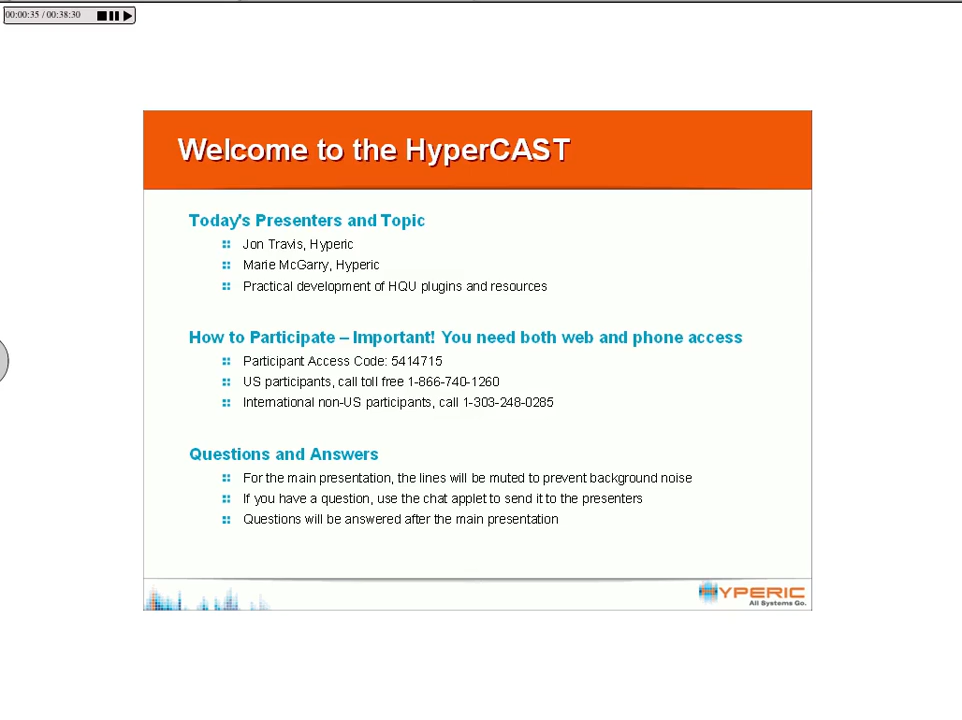 00:00:35 / 00:38:30
Welcome to the HyperCAST
Today's Presenters and Topic
Jon Travis, Hyperic
Marie McGarry, Hyperic
Practical development of HQU plugins and resources
How to Participate – Important! You need both web and phone access
Participant Access Code: 5414715
US participants, call toll free 1-866-740-1260
International non-US participants, call 1-303-248-0285
Questions and Answers
For the main presentation, the lines will be muted to prevent background noise
If you have a question, use the chat applet to send it to the presenters
Questions will be answered after the main presentation
HYPERIC
All Systems Go.